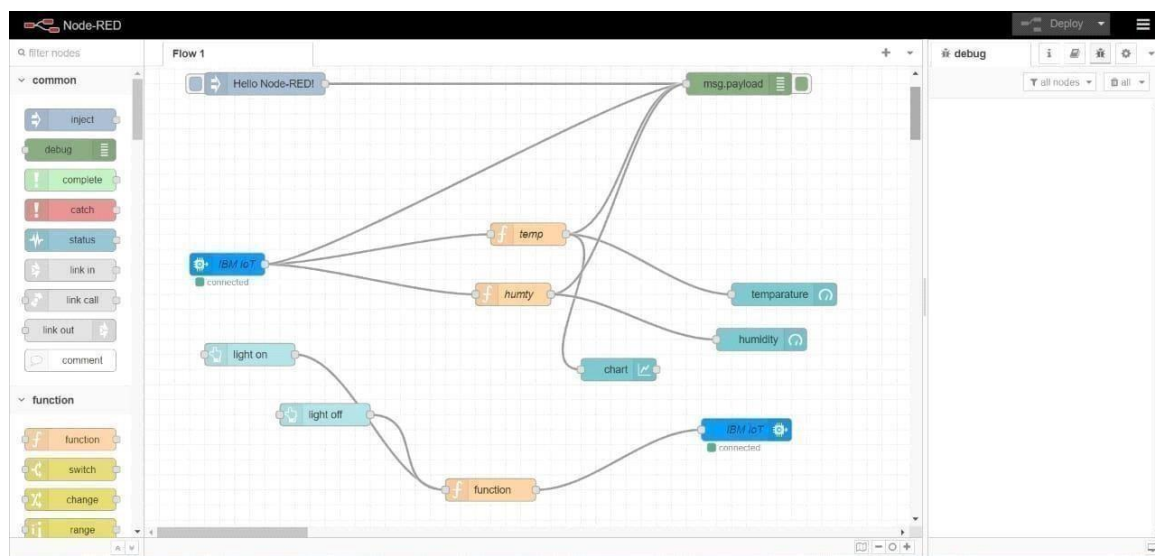 Node-RED
Deploy
filter nodes
Flow 1
debug
i
all nodes
all
common
inject
debug
complete
catch
status
link in
link call
link out
comment
function
function
switch
change
range
Hello Node-RED!
msg.payload
temp
IBM IoT
connected
humty
temparature
humidity
light on
chart
light off
IBM IoT
connected
function